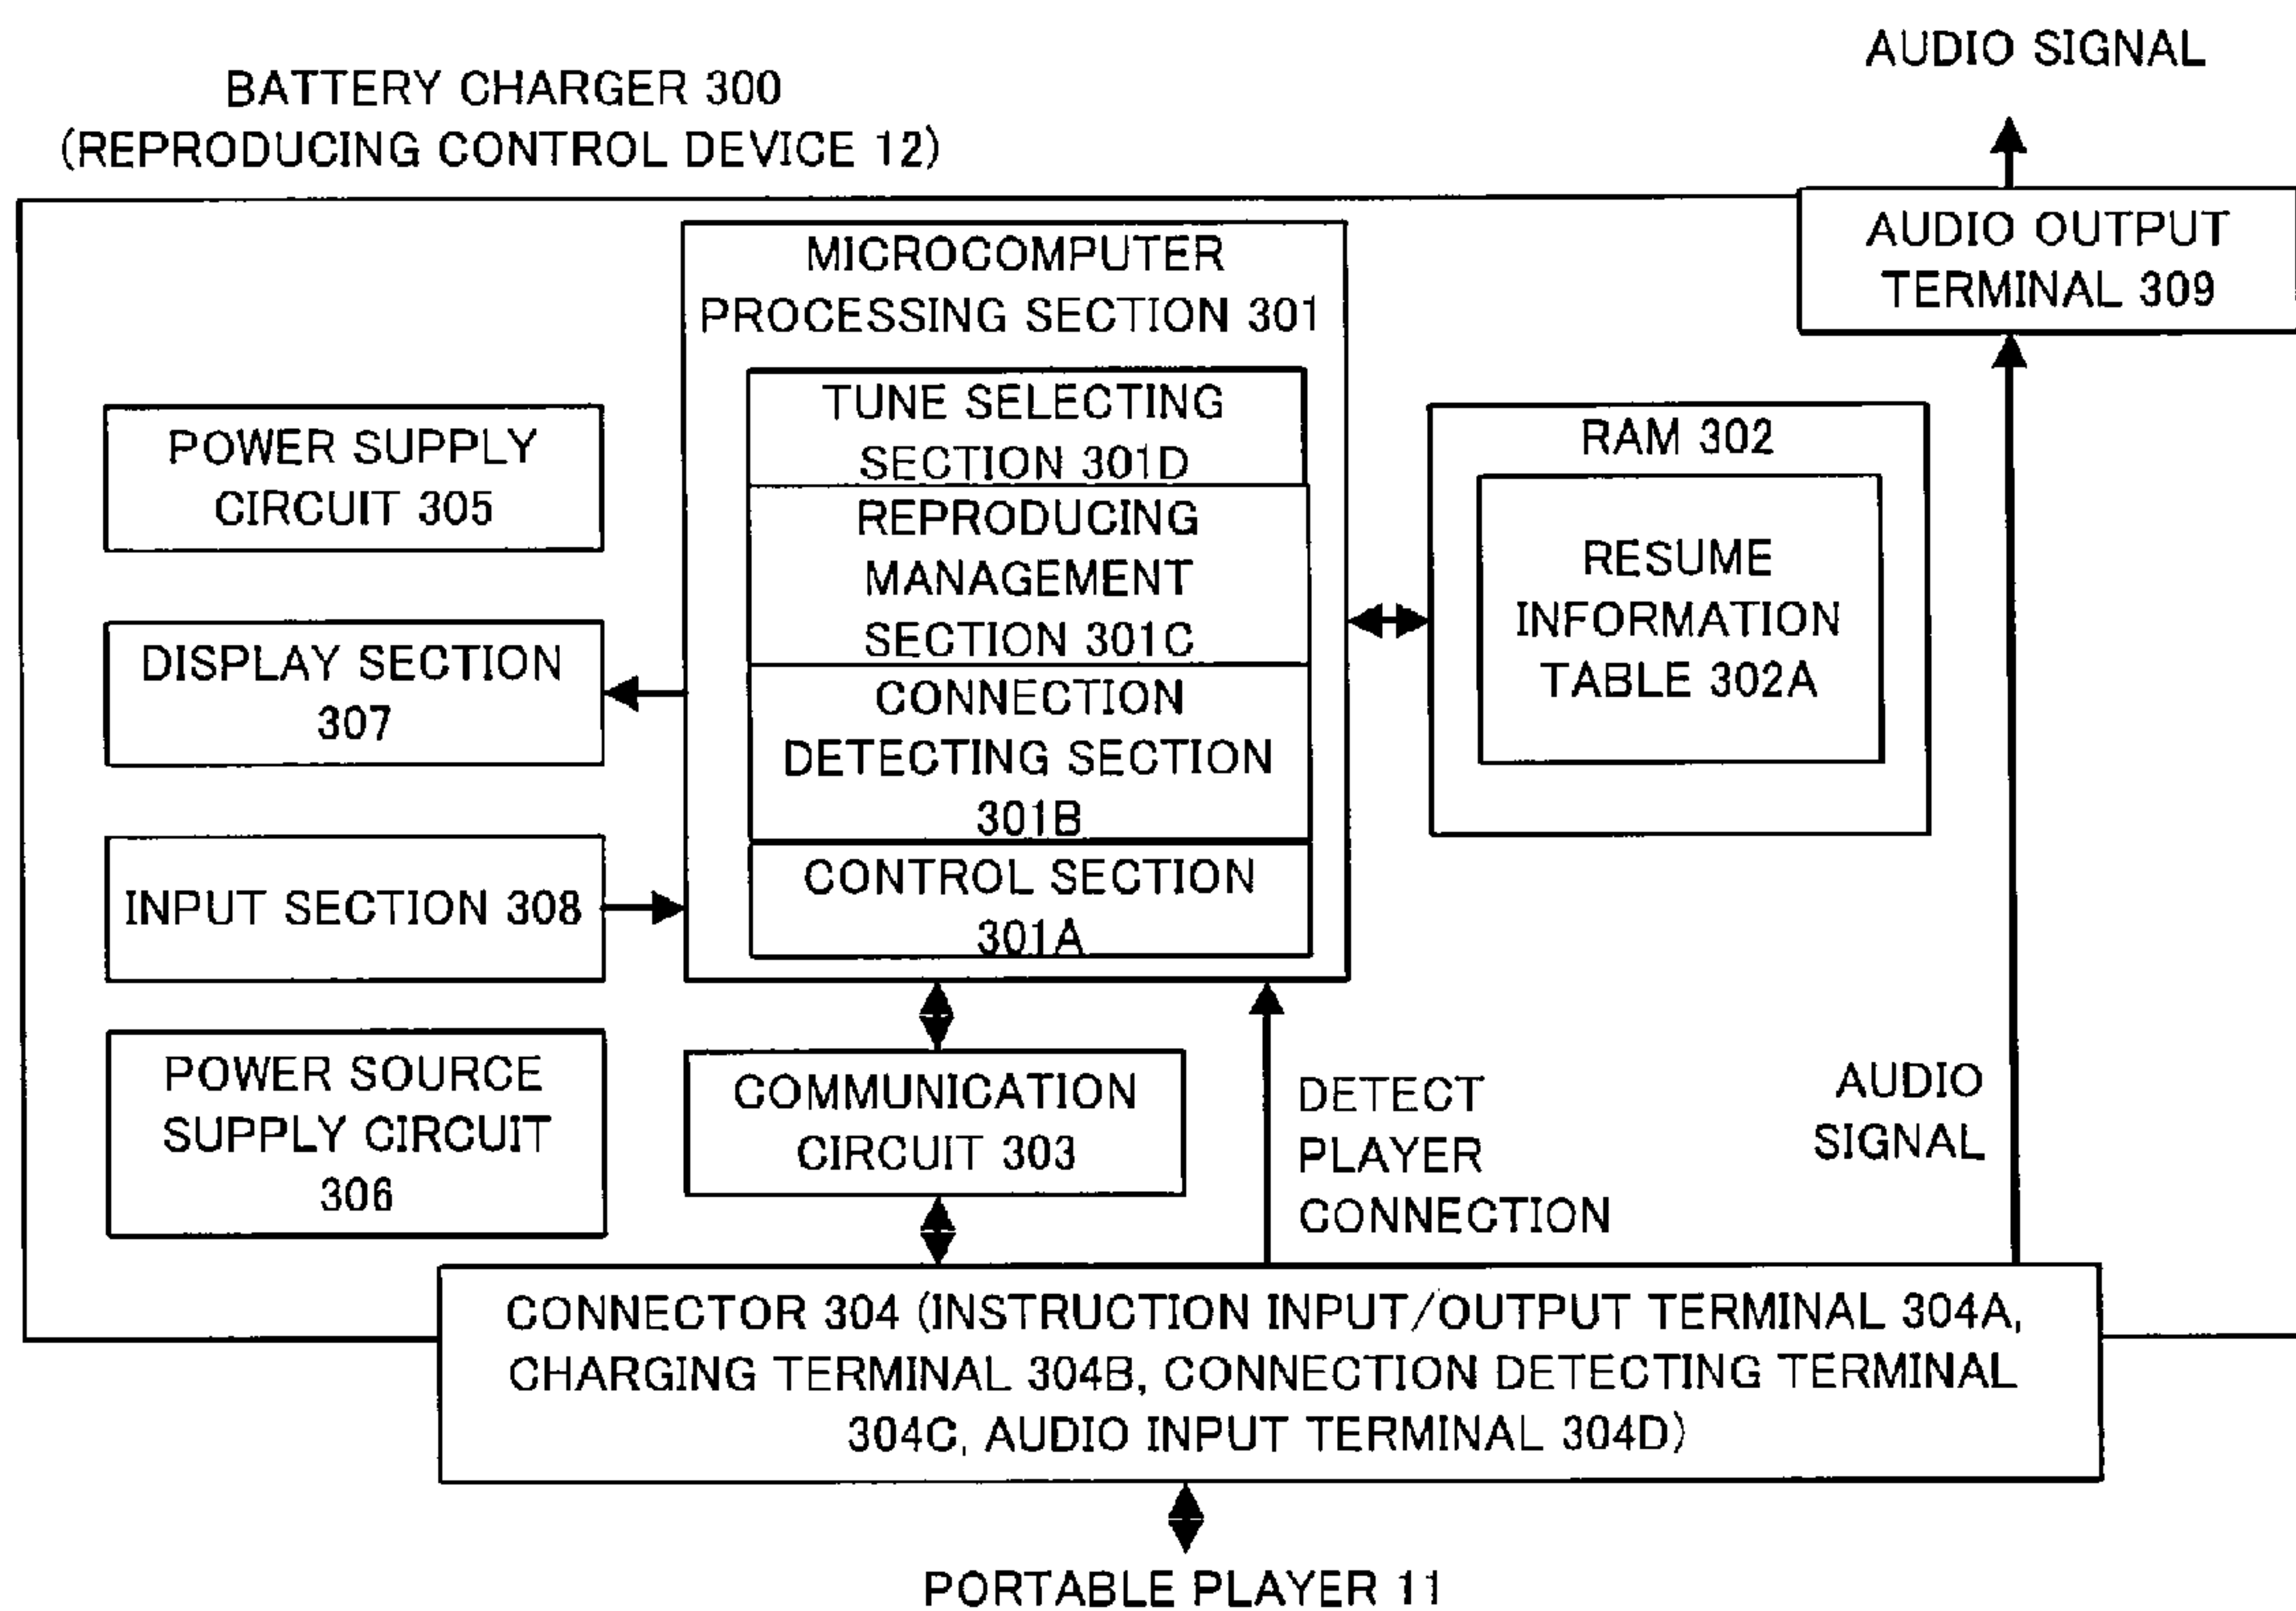 AUDIO SIGNAL
BATTERY CHARGER 300
(REPRODUCING CONTROL DEVICE 12)
AUDIO OUTPUT
TERMINAL 309
MICROCOMPUTER
PROCESSING SECTION 301
TUNE SELECTING
SECTION 301D
REPRODUCING
MANAGEMENT
SECTION 301C
CONNECTION
DETECTING SECTION
301B
CONTROL SECTION
301A
POWER SUPPLY
CIRCUIT 305
DISPLAY SECTION
307
INPUT SECTION 308
POWER SOURCE
SUPPLY CIRCUIT
306
RAM 302
RESUME
INFORMATION
TABLE 302A
COMMUNICATION
CIRCUIT 303
DETECT
PLAYER
CONNECTION
AUDIO
SIGNAL
CONNECTOR 304 (INSTRUCTION INPUT/OUTPUT TERMINAL 304A,
CHARGING TERMINAL 304B, CONNECTION DETECTING TERMINAL
304C, AUDIO INPUT TERMINAL 304D)
PORTABLE PLAYER 11